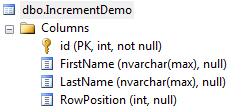 dbo.IncrementDemo
Columns
id (PK, int, not null)
FirstName (nvarchar(max), null)
LastName (nvarchar(max), null)
RowPosition (int, null)